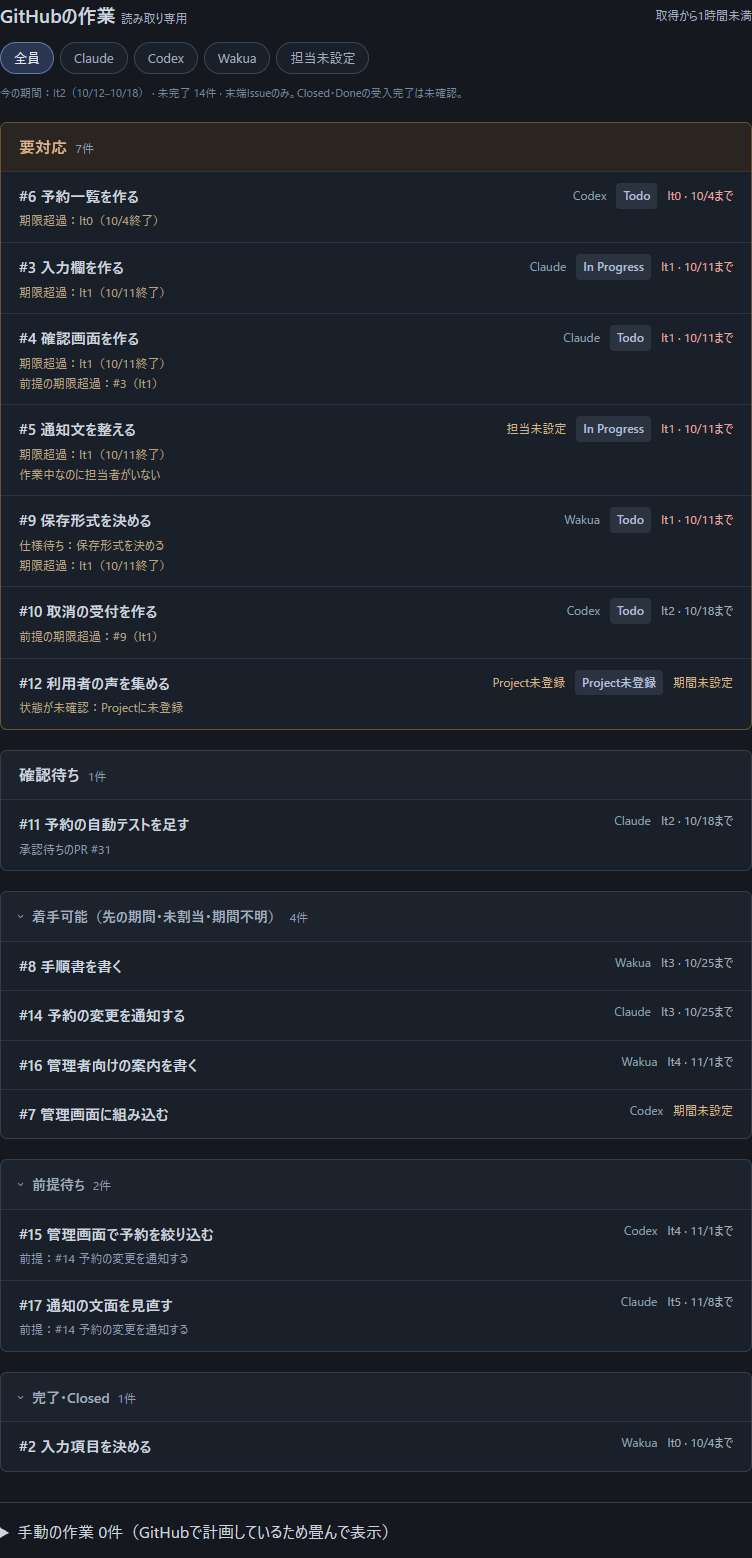 GitHubの作業 読み取り専用 取得から1時間未満
全員 Claude Codex Wakua 担当未設定
今の期間：It2（10/12–10/18）· 未完了 14件 · 末端Issueのみ。Closed・Doneの受入完了は未確認。
要対応 7件
#6 予約一覧を作る Codex Todo It0 · 10/4まで
期限超過：It0（10/4終了）
#3 入力欄を作る Claude In Progress It1 · 10/11まで
期限超過：It1（10/11終了）
#4 確認画面を作る Claude Todo It1 · 10/11まで
期限超過：It1（10/11終了）
前提の期限超過：#3（It1）
#5 通知文を整える 担当未設定 In Progress It1 · 10/11まで
期限超過：It1（10/11終了）
作業中なのに担当者がいない
#9 保存形式を決める Wakua Todo It1 · 10/11まで
仕様待ち：保存形式を決める
期限超過：It1（10/11終了）
#10 取消の受付を作る Codex Todo It2 · 10/18まで
前提の期限超過：#9（It1）
#12 利用者の声を集める Project未登録 Project未登録 期間未設定
状態が未確認：Projectに未登録
確認待ち 1件
#11 予約の自動テストを足す Claude It2 · 10/18まで
承認待ちのPR #31
着手可能（先の期間・未割当・期間不明） 4件
#8 手順書を書く Wakua It3 · 10/25まで
#14 予約の変更を通知する Claude It3 · 10/25まで
#16 管理者向けの案内を書く Wakua It4 · 11/1まで
#7 管理画面に組み込む Codex 期間未設定
前提待ち 2件
#15 管理画面で予約を絞り込む Codex It4 · 11/1まで
前提：#14 予約の変更を通知する
#17 通知の文面を見直す Claude It5 · 11/8まで
前提：#14 予約の変更を通知する
完了・Closed 1件
#2 入力項目を決める Wakua It0 · 10/4まで
手動の作業 0件（GitHubで計画しているため畳んで表示）